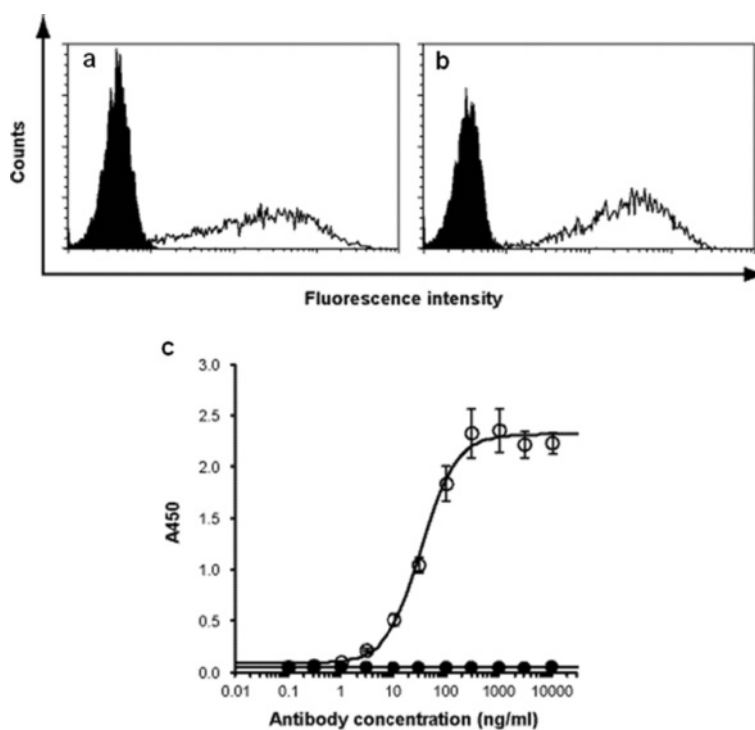 a
b
Counts
Fluorescence intensity
c
3.0
2.5
2.0
1.5
1.0
0.5
0.0
A450
0.01 0.1 1 10 100 1000 10000
Antibody concentration (ng/ml)